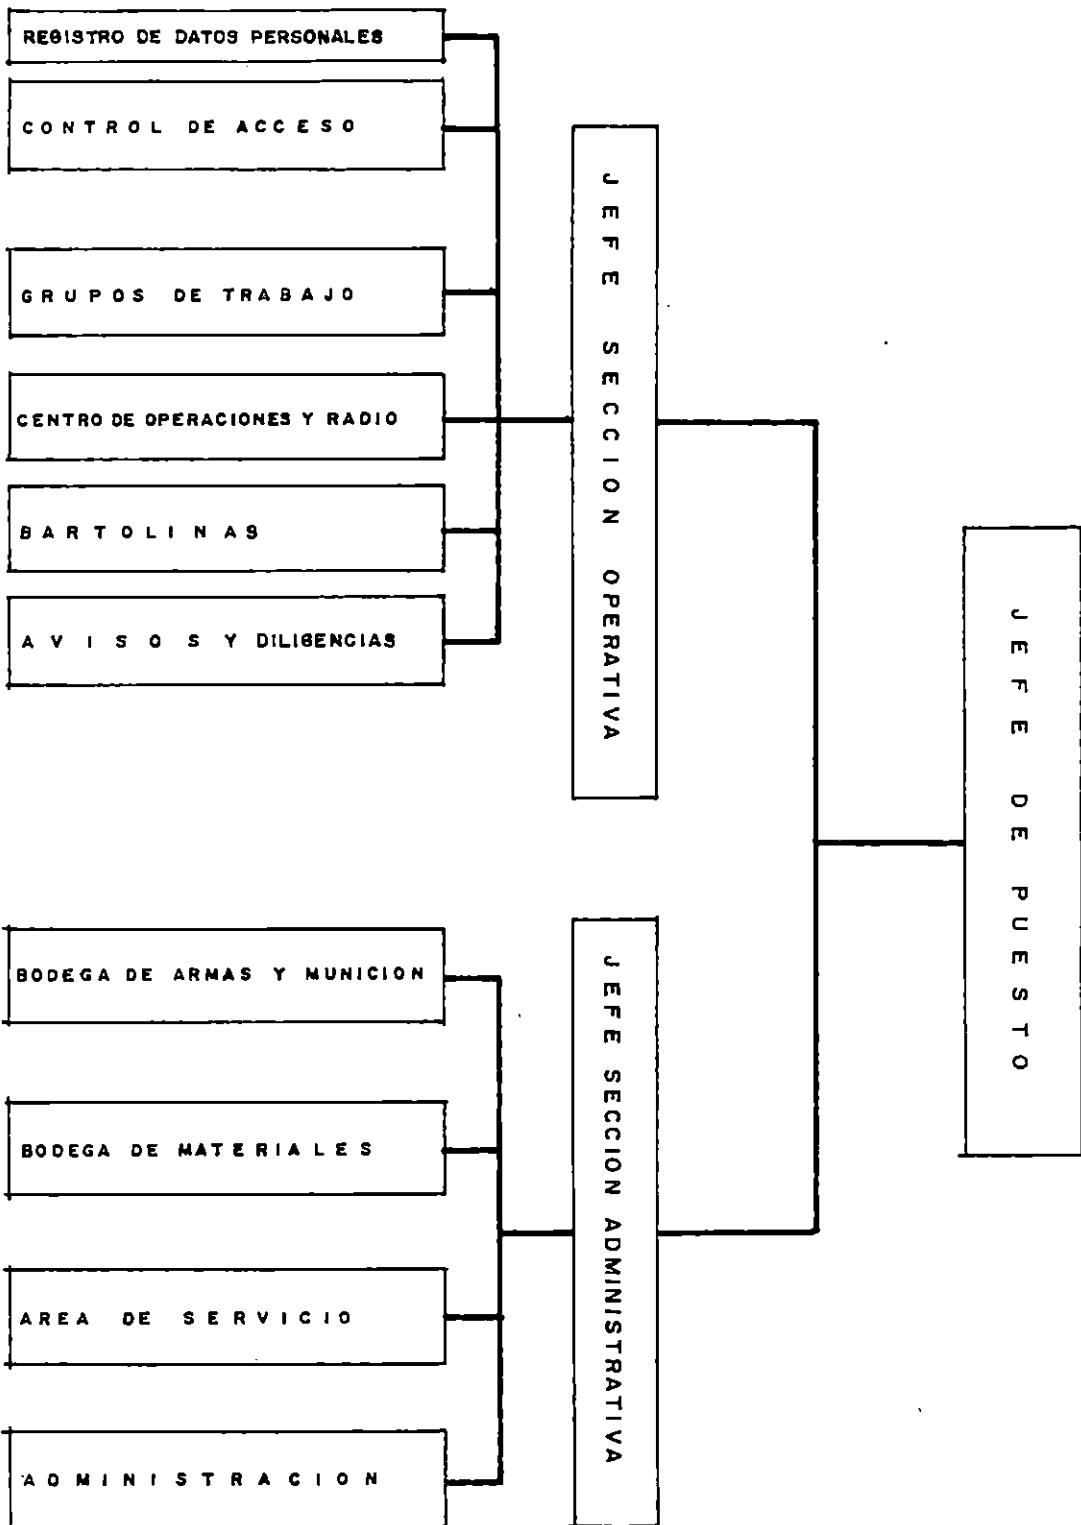 REGISTRO DE DATOS PERSONALES
CONTROL DE ACCESO
GRUPOS DE TRABAJO
CENTRO DE OPERACIONES Y RADIO
BARTOLINAS
AVISOS Y DILIGENCIAS
JEFE SECCION OPERATIVA
JEFE DE PUESTO
BODEGA DE ARMAS Y MUNICION
BODEGA DE MATERIALES
AREA DE SERVICIO
ADMINISTRACION
JEFE SECCION ADMINISTRATIVA